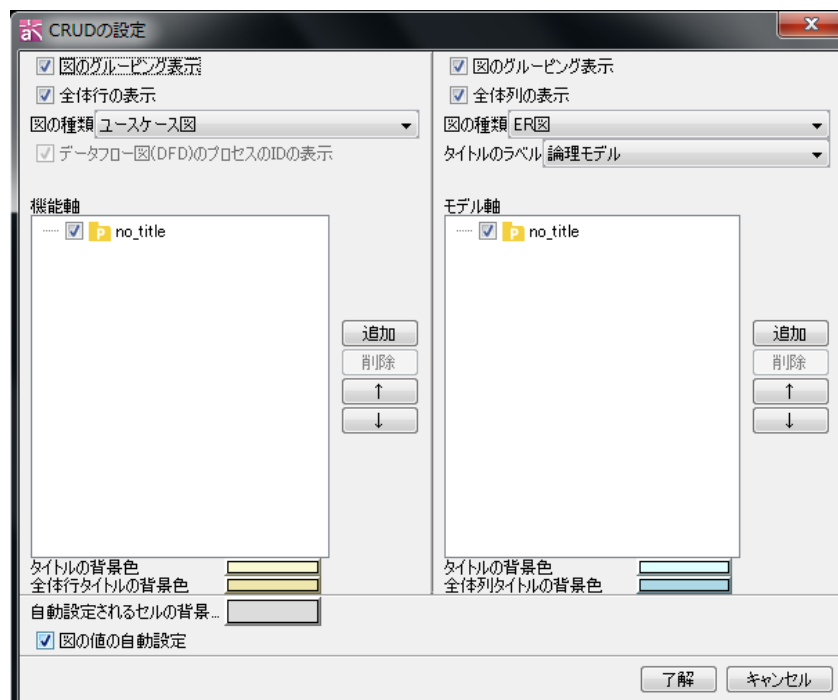 CRUDの設定
図のグルーピング表示
全体行の表示
図の種類 ユースケース図
データフロー図(DFD)のプロセスのIDの表示
機能軸
no_title
追加
削除
↑
↓
タイトルの背景色
全体行タイトルの背景色
図のグルーピング表示
全体列の表示
図の種類 ER図
タイトルのラベル 論理モデル
モデル軸
no_title
追加
削除
↑
↓
タイトルの背景色
全体列タイトルの背景色
自動設定されるセルの背景...
図の値の自動設定
了解 キャンセル